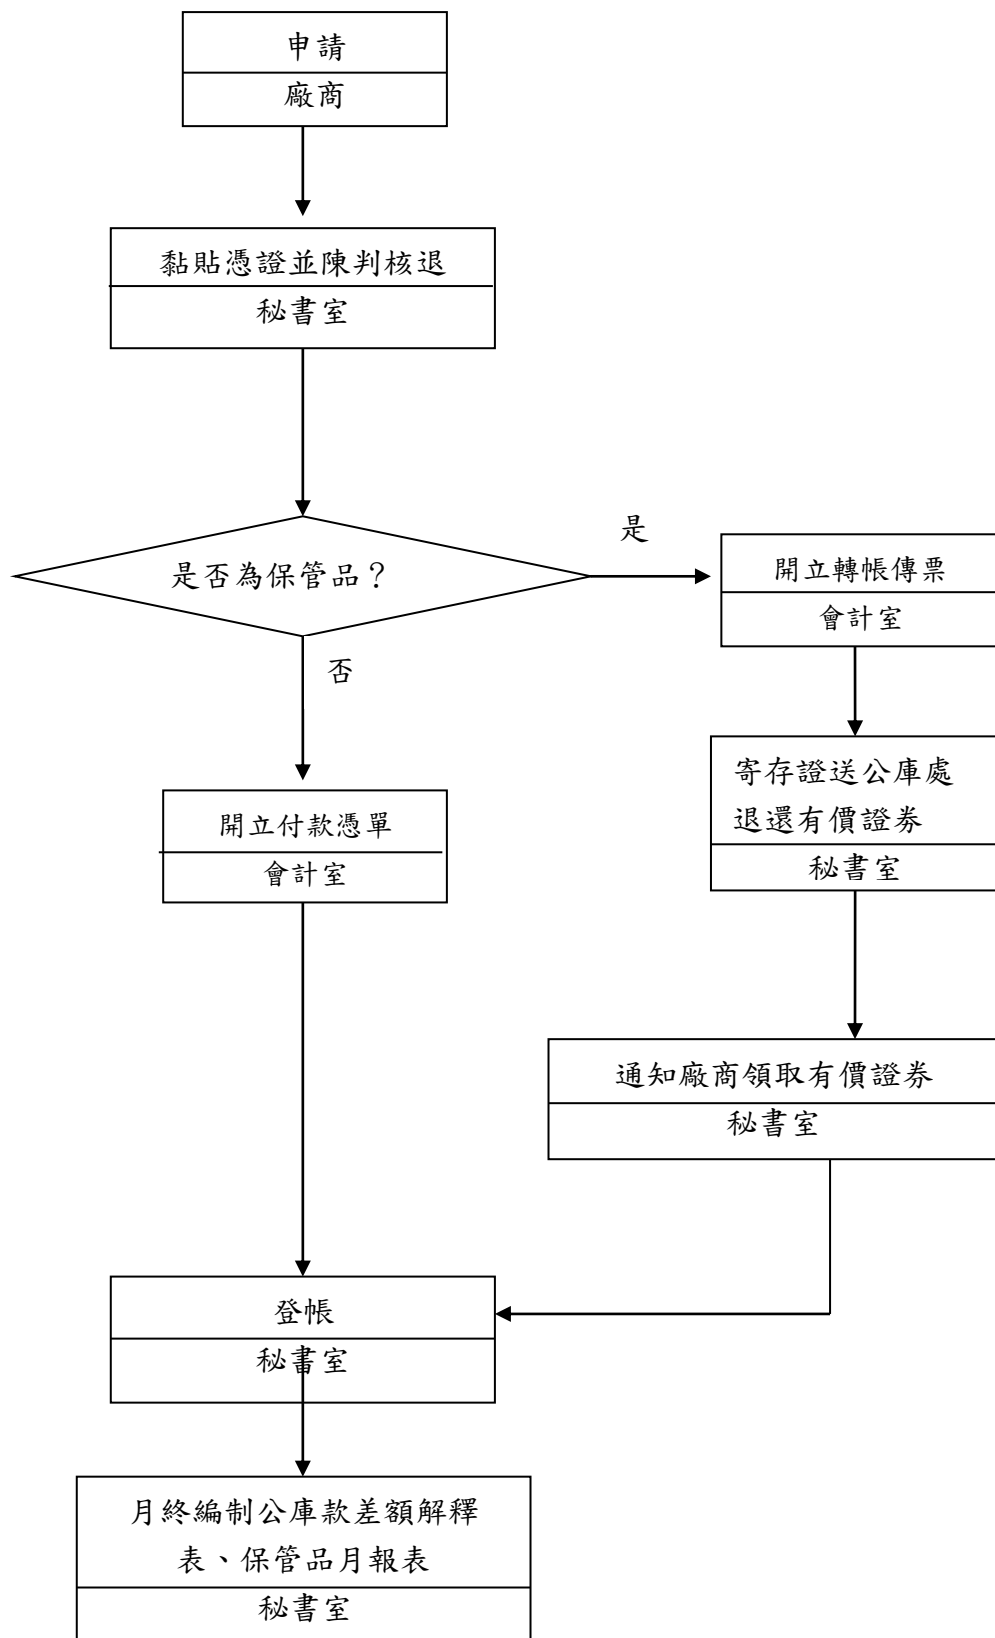 申請
廠商
黏貼憑證並陳判核退
秘書室
是否為保管品？
是
開立轉帳傳票
會計室
否
寄存證送公庫處
退還有價證券
秘書室
開立付款憑單
會計室
通知廠商領取有價證券
秘書室
登帳
秘書室
月終編制公庫款差額解釋
表、保管品月報表
秘書室